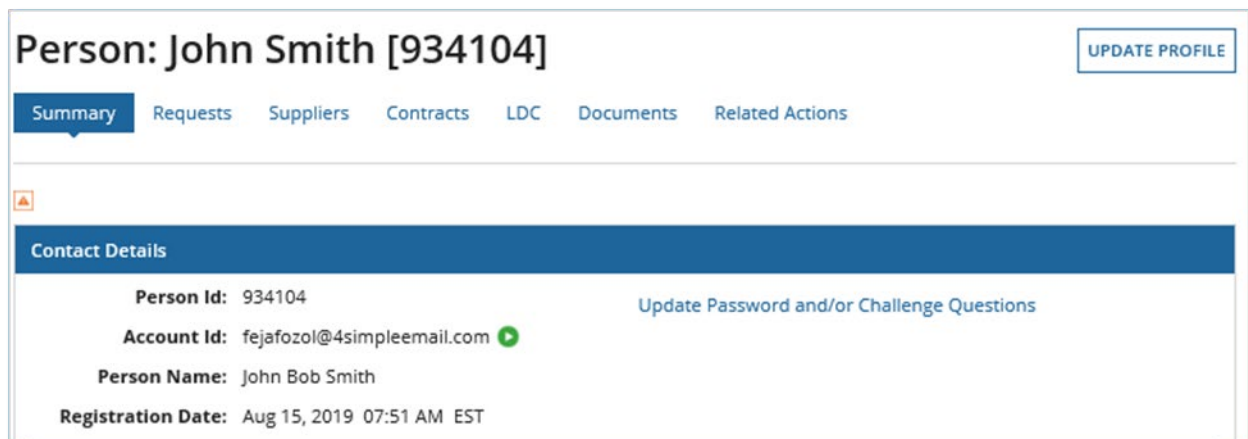 Person: John Smith [934104]
UPDATE PROFILE
Summary Requests Suppliers Contracts LDC Documents Related Actions
Contact Details
Person Id: 934104
Update Password and/or Challenge Questions
Account Id: fejafozol@4simpleemail.com
Person Name: John Bob Smith
Registration Date: Aug 15, 2019 07:51 AM EST